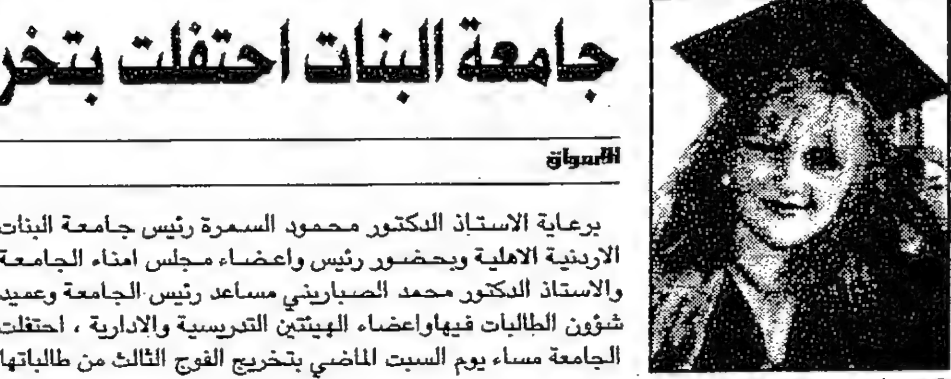 جامعة البنات احتفلت بتخر
الأسواق
برعاية الاستاذ الدكتور محمود السمرة رئيس جامعة البنات
الاردنية الاهلية وبحضور رئيس واعضاء مجلس امناء الجامعة
والاستاذ الدكتور محمد الصباريني مساعد رئيس الجامعة وعميد
شؤون الطالبات فيهاواعضاء الهيئتين التدريسية والادارية ، احتفلت
الجامعة مساء يوم السبت الماضي بتخريج الفوج الثالث من طالباتها